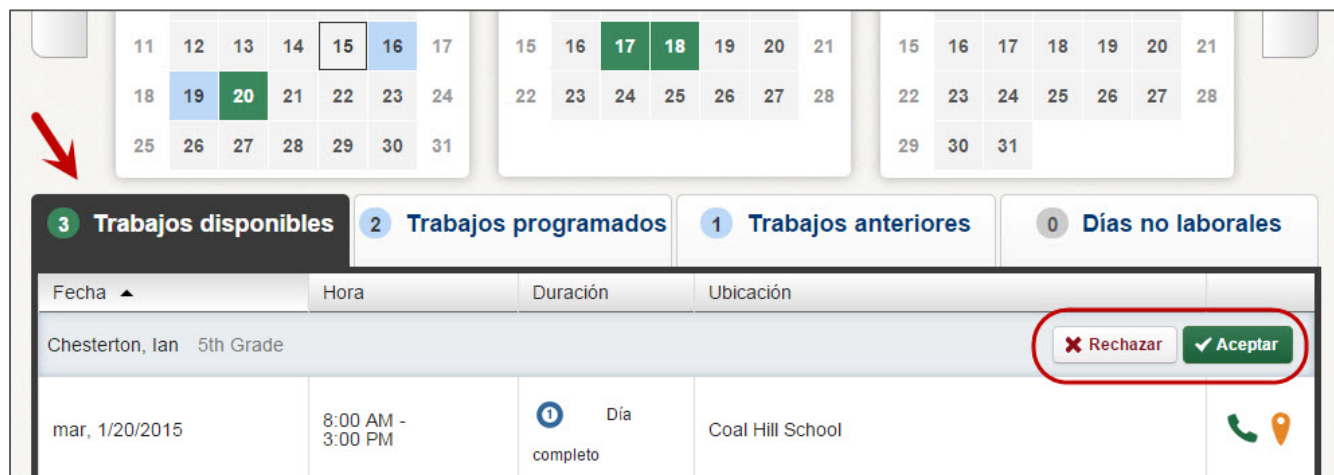 11 12 13 14 15 16 17
15 16 17 18 19 20 21
15 16 17 18 19 20 21
18 19 20 21 22 23 24
22 23 24 25 26 27 28
22 23 24 25 26 27 28
25 26 27 28 29 30 31
29 30 31
3 Trabajos disponibles
2 Trabajos programados
1 Trabajos anteriores
0 Días no laborales
Fecha Hora Duración Ubicación
Chesterton, Ian 5th Grade
Rechazar Aceptar
mar, 1/20/2015
8:00 AM -
3:00 PM
1 Día
completo
Coal Hill School